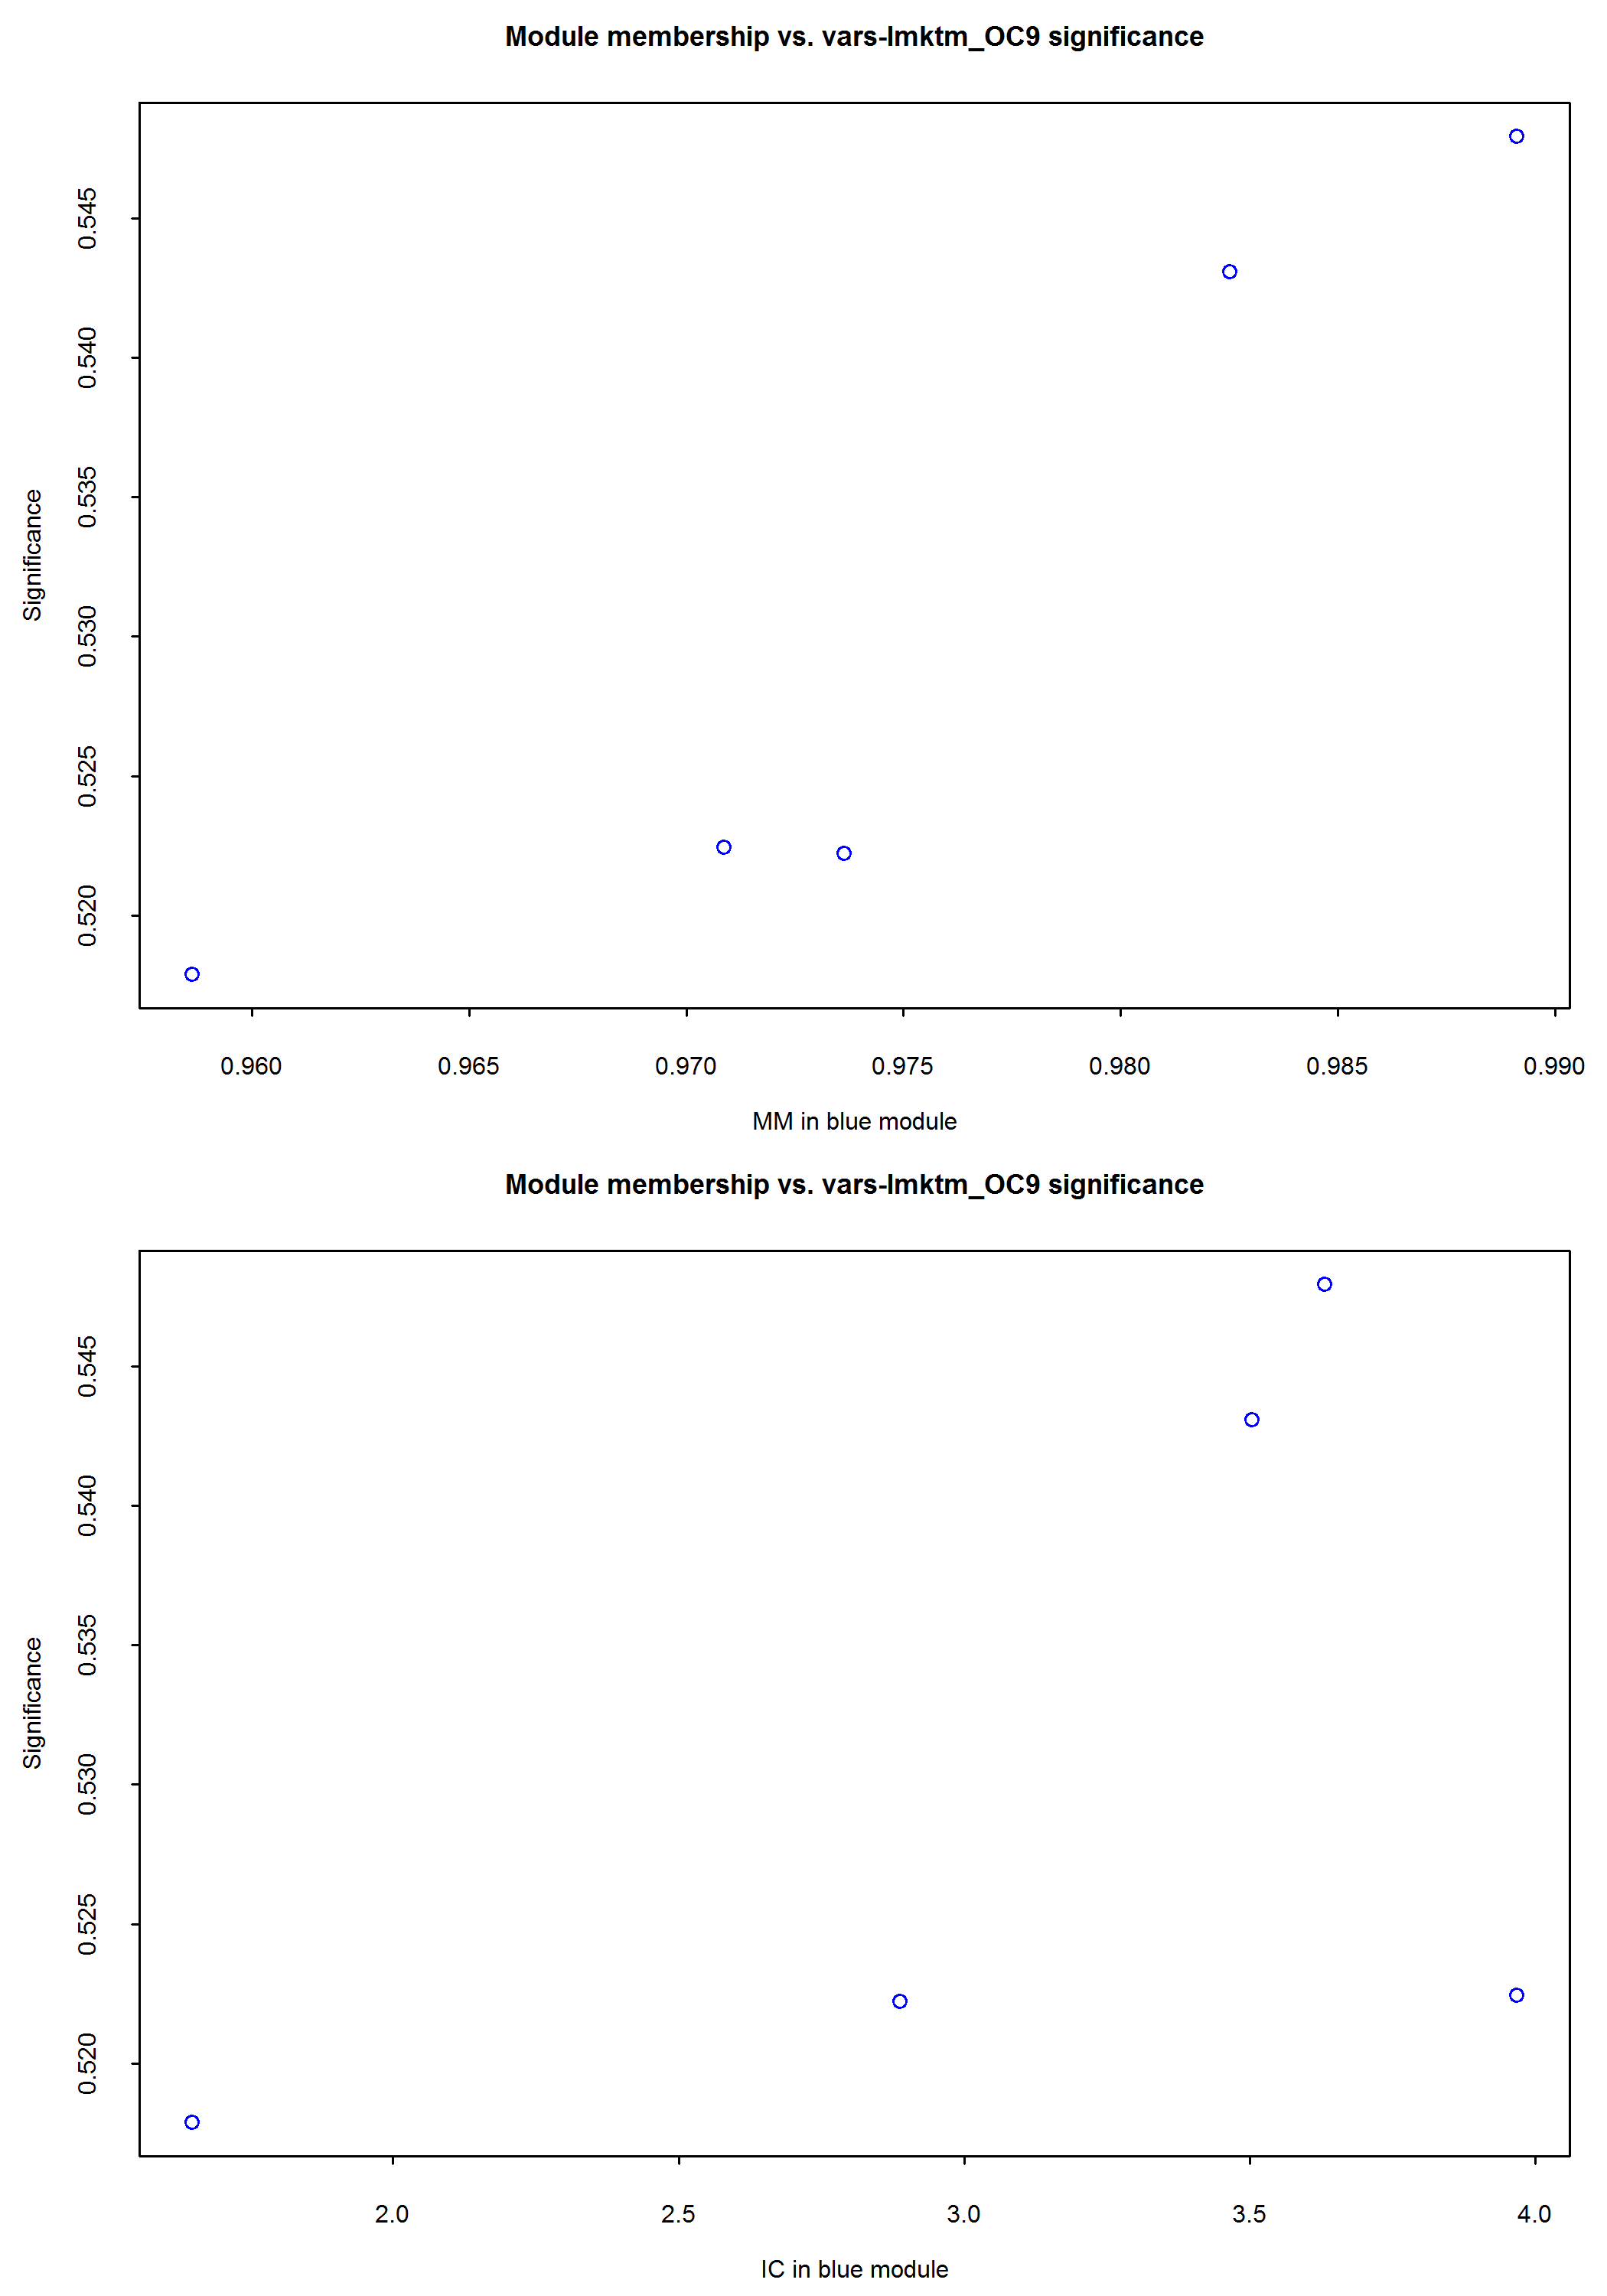 Module membership vs. vars-lmktm_OC9 significance
0.545
0.540
0.535
0.530
0.525
0.520
Significance
0.960 0.965 0.970 0.975 0.980 0.985 0.990
MM in blue module
Module membership vs. vars-lmktm_OC9 significance
0.545
0.540
0.535
0.530
0.525
0.520
Significance
2.0 2.5 3.0 3.5 4.0
IC in blue module